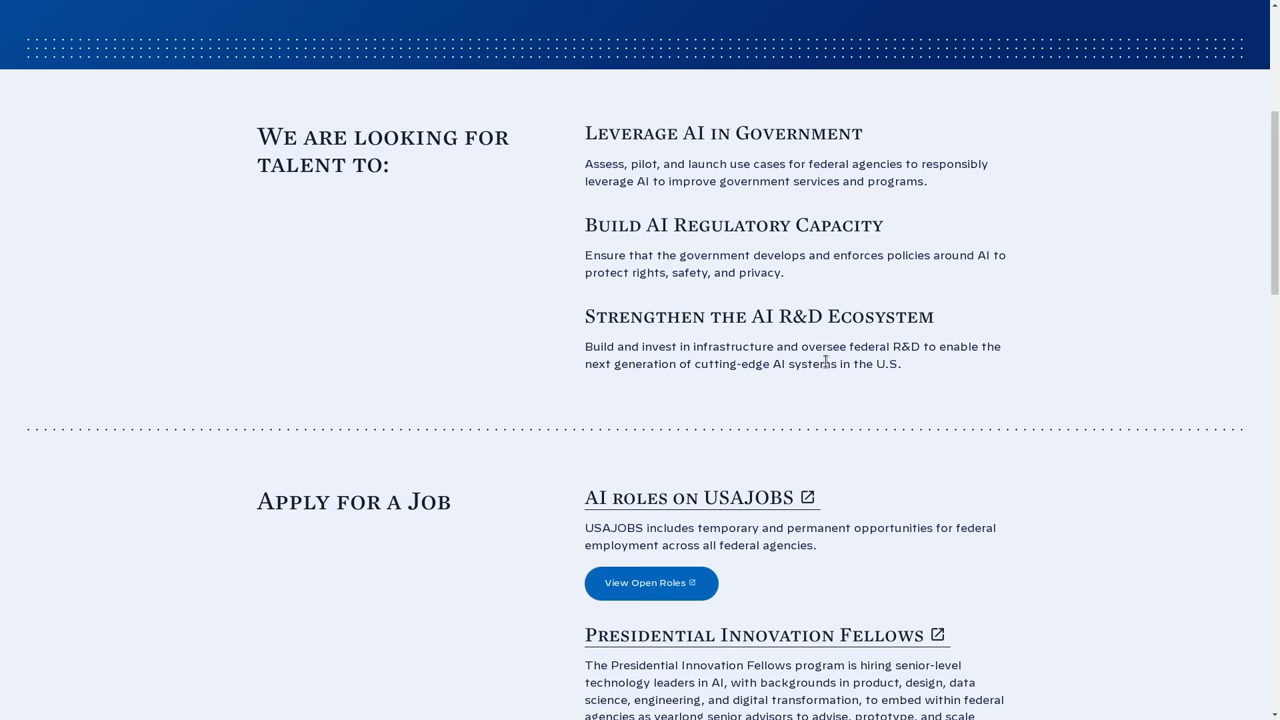 We are looking for
talent to:
Leverage AI in Government
Assess, pilot, and launch use cases for federal agencies to responsibly
leverage AI to improve government services and programs.
Build AI Regulatory Capacity
Ensure that the government develops and enforces policies around AI to
protect rights, safety, and privacy.
Strengthen the AI R&D Ecosystem
Build and invest in infrastructure and oversee federal R&D to enable the
next generation of cutting-edge AI systems in the U.S.
Apply for a Job
AI roles on USAJOBS
USAJOBS includes temporary and permanent opportunities for federal
employment across all federal agencies.
View Open Roles
Presidential Innovation Fellows
The Presidential Innovation Fellows program is hiring senior-level
technology leaders in AI, with backgrounds in product, design, data
science, engineering, and digital transformation, to embed within federal
agencies as yearlong senior advisors to advise, prototype, and scale